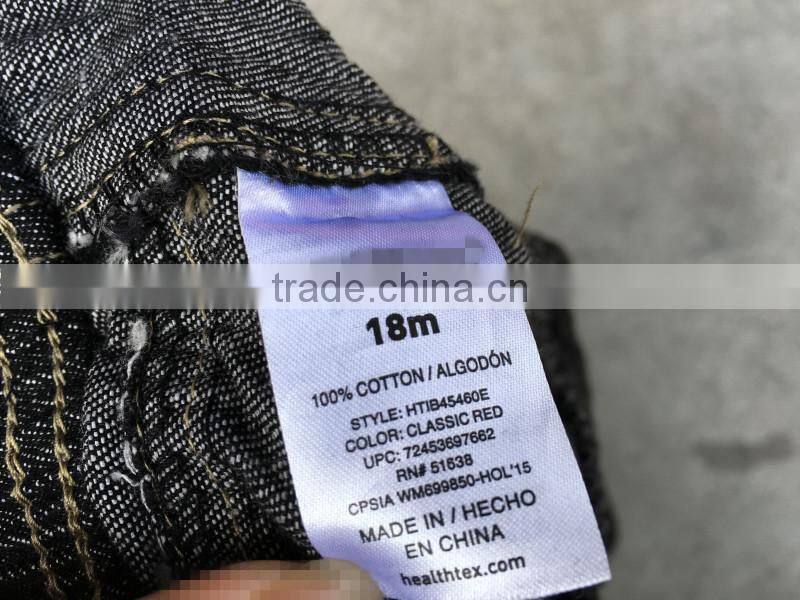 trade.china.cn
18m
100% COTTON / ALGODÓN
STYLE: HTIB45460E
COLOR: CLASSIC RED
UPC: 72453697662
RN# 51638
CPSIA WM699850-HOL'15
MADE IN / HECHO
EN CHINA
healthtex.com